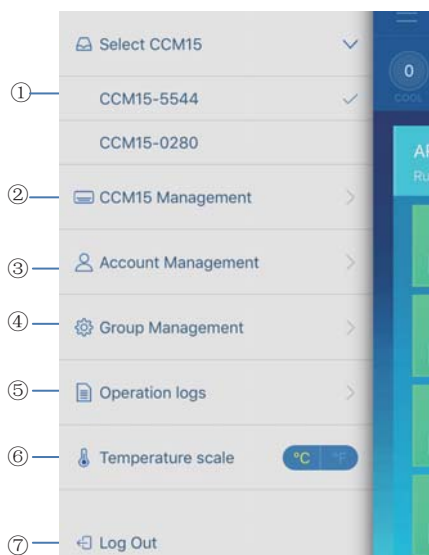 Select CCM15
① CCM15-5544
CCM15-0280
② CCM15 Management
③ Account Management
④ Group Management
⑤ Operation logs
⑥ Temperature scale °C °F
⑦ Log Out
0
COOL